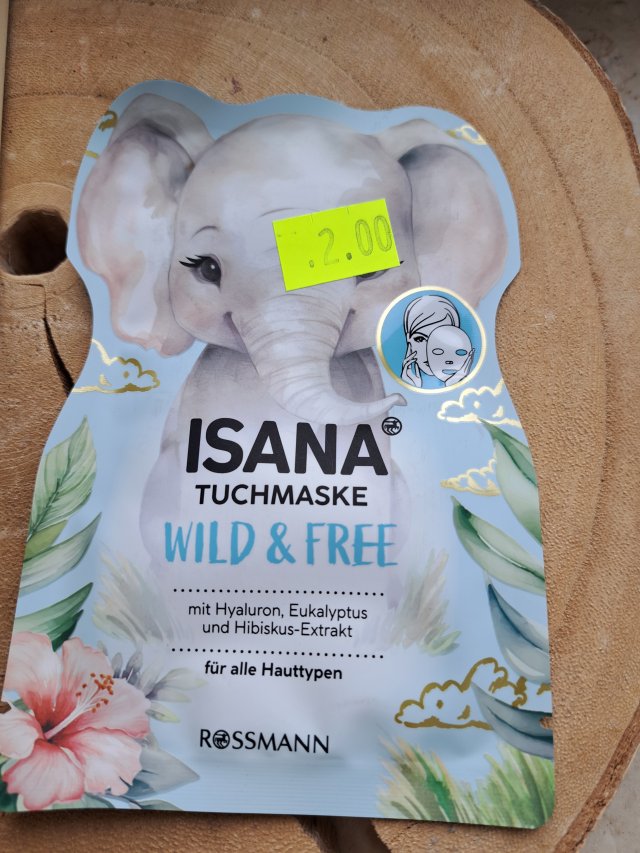 .2.00
ISANA
TUCHMASKE
WILD & FREE
mit Hyaluron, Eukalyptus
und Hibiskus-Extrakt
für alle Hauttypen
ROSSMANN